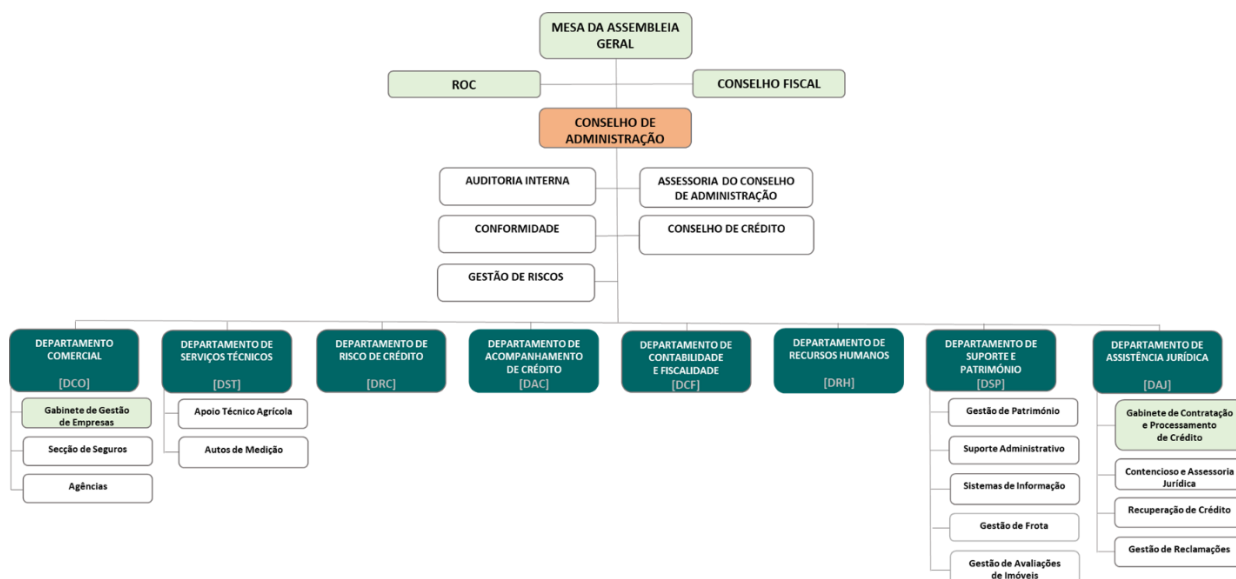 MESA DA ASSEMBLEIA
GERAL
ROC
CONSELHO FISCAL
CONSELHO DE
ADMINISTRAÇÃO
AUDITORIA INTERNA
ASSESSORIA DO CONSELHO
DE ADMINISTRAÇÃO
CONFORMIDADE
CONSELHO DE CRÉDITO
GESTÃO DE RISCOS
DEPARTAMENTO
COMERCIAL
[DCO]
Gabinete de Gestão
de Empresas
Secção de Seguros
Agências
DEPARTAMENTO
DE SERVIÇOS TÉCNICOS
[DST]
Apoio Técnico Agrícola
Autos de Medição
DEPARTAMENTO DE
RISCO DE CRÉDITO
[DRC]
DEPARTAMENTO DE
ACOMPANHAMENTO
DE CRÉDITO
[DAC]
DEPARTAMENTO
DE CONTABILIDADE
E FISCALIDADE
[DCF]
DEPARTAMENTO DE
RECURSOS HUMANOS
[DRH]
DEPARTAMENTO DE
SUPORTE E
PATRIMÓNIO
[DSP]
Gestão de Património
Suporte Administrativo
Sistemas de Informação
Gestão de Frota
Gestão de Avaliações
de Imóveis
DEPARTAMENTO DE
ASSISTÊNCIA JURÍDICA
[DAJ]
Gabinete de Contratação
e Processamento
de Crédito
Contencioso e Assessoria
Jurídica
Recuperação de Crédito
Gestão de Reclamações